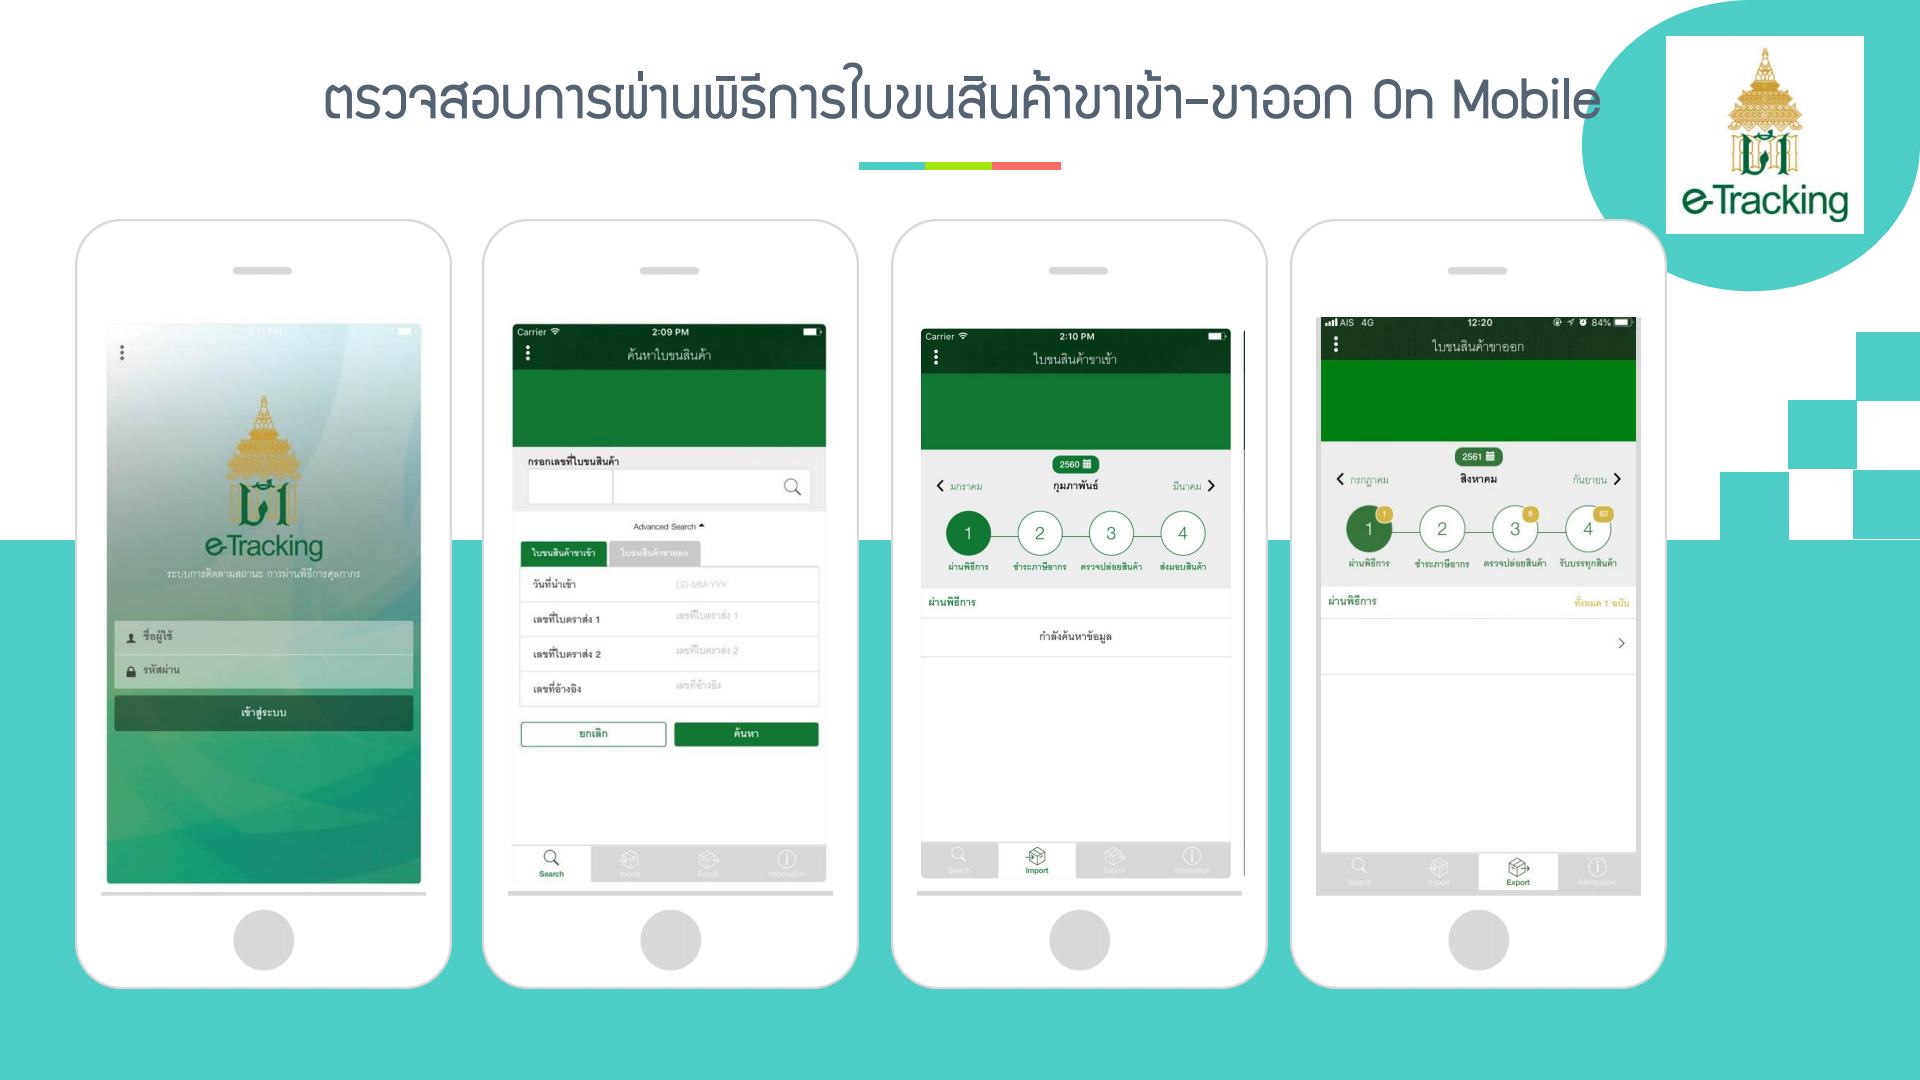 ตรวจสอบการผ่านพิธีการใบขนสินค้าขาเข้า-ขาออก On Mobile
e-Tracking
2:11 PM
e-Tracking
ระบบการติดตามสถานะ การผ่านพิธีการศุลกากร
ชื่อผู้ใช้
รหัสผ่าน
เข้าสู่ระบบ
Carrier 2:09 PM
ค้นหาใบขนสินค้า
กรอกเลขที่ใบขนสินค้า
Advanced Search
ใบขนสินค้าขาเข้า ใบขนสินค้าขาออก
วันที่นำเข้า DD-MM-YYY
เลขที่ใบตราส่ง 1 เลขที่ใบตราส่ง 1
เลขที่ใบตราส่ง 2 เลขที่ใบตราส่ง 2
เลขที่อ้างอิง เลขที่อ้างอิง
ยกเลิก ค้นหา
Search Import Export Information
Carrier 2:10 PM
ใบขนสินค้าขาเข้า
2560
มกราคม กุมภาพันธ์ มีนาคม
1 2 3 4
ผ่านพิธีการ ชำระภาษีอากร ตรวจปล่อยสินค้า ส่งมอบสินค้า
ผ่านพิธีการ
กำลังค้นหาข้อมูล
Search Import Export Information
AIS 4G 12:20 84%
ใบขนสินค้าขาออก
2561
กรกฎาคม สิงหาคม กันยายน
1 1 2 3 8 4 63
ผ่านพิธีการ ชำระภาษีอากร ตรวจปล่อยสินค้า รับบรรทุกสินค้า
ผ่านพิธีการ ทั้งหมด 1 ฉบับ
Search Import Export Information